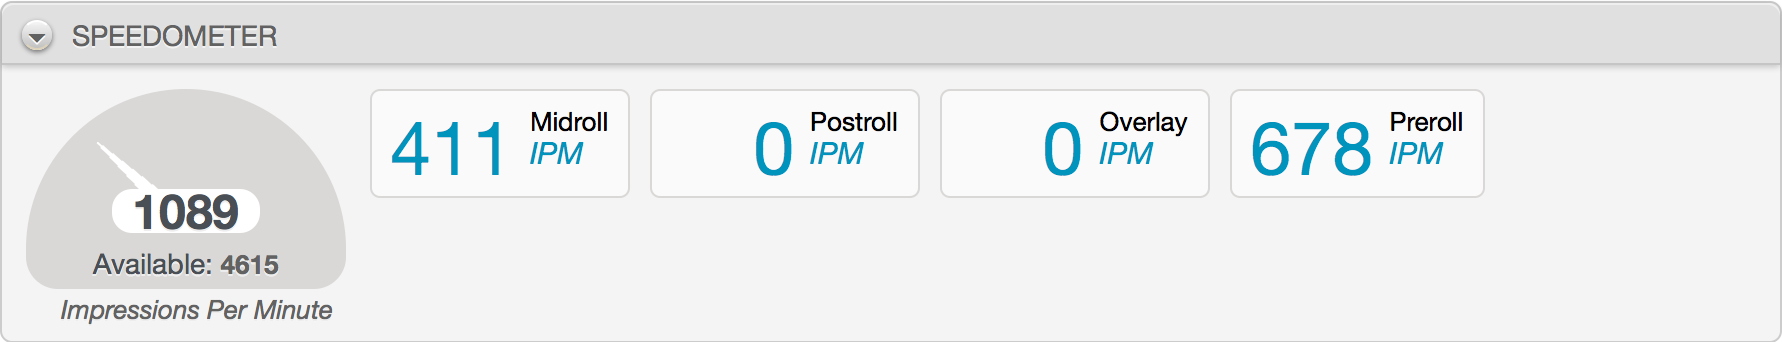 SPEEDOMETER
1089
Available: 4615
Impressions Per Minute
411 Midroll
IPM
0 Postroll
IPM
0 Overlay
IPM
678 Preroll
IPM